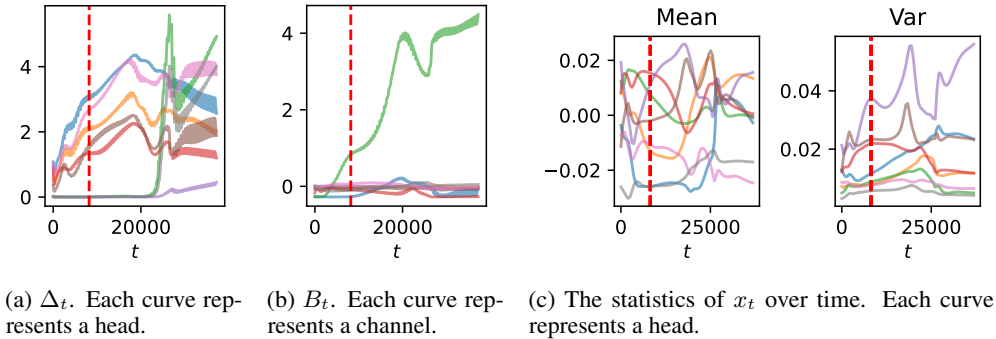 Mean
Var
4
2
0
0
20000
t
4
2
0
0
20000
t
0.02
0.00
−0.02
0
25000
t
0.04
0.02
0
25000
t
(a) Δt. Each curve rep-
resents a head.
(b) Bt. Each curve rep-
resents a channel.
(c) The statistics of xt over time. Each curve
represents a head.